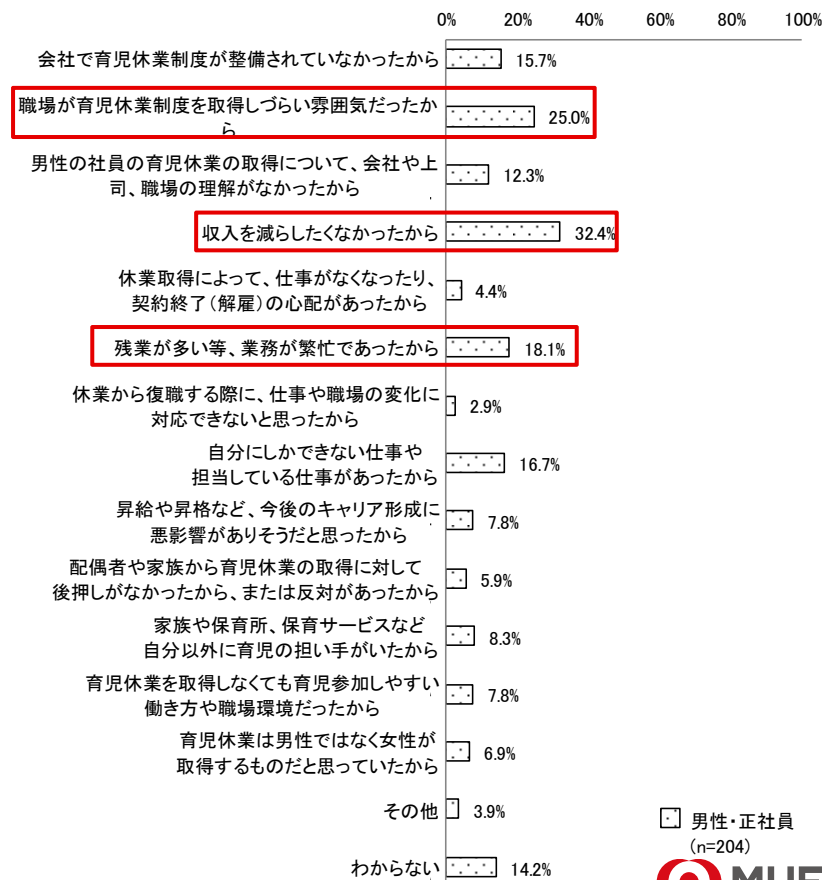 0% 20% 40% 60% 80% 100%
会社で育児休業制度が整備されていなかったから 15.7%
職場が育児休業制度を取得しづらい雰囲気だったか
ら 25.0%
男性の社員の育児休業の取得について、会社や上
司、職場の理解がなかったから 12.3%
収入を減らしたくなかったから 32.4%
休業取得によって、仕事がなくなったり、
契約終了(解雇)の心配があったから 4.4%
残業が多い等、業務が繁忙であったから 18.1%
休業から復職する際に、仕事や職場の変化に
対応できないと思ったから 2.9%
自分にしかできない仕事や
担当している仕事があったから 16.7%
昇給や昇格など、今後のキャリア形成に
悪影響がありそうだと思ったから 7.8%
配偶者や家族から育児休業の取得に対して
後押しがなかったから、または反対があったから 5.9%
家族や保育所、保育サービスなど
自分以外に育児の担い手がいたから 8.3%
育児休業を取得しなくても育児参加しやすい
働き方や職場環境だったから 7.8%
育児休業は男性ではなく女性が
取得するものだと思っていたから 6.9%
その他 3.9%
わからない 14.2%
男性・正社員
(n=204)